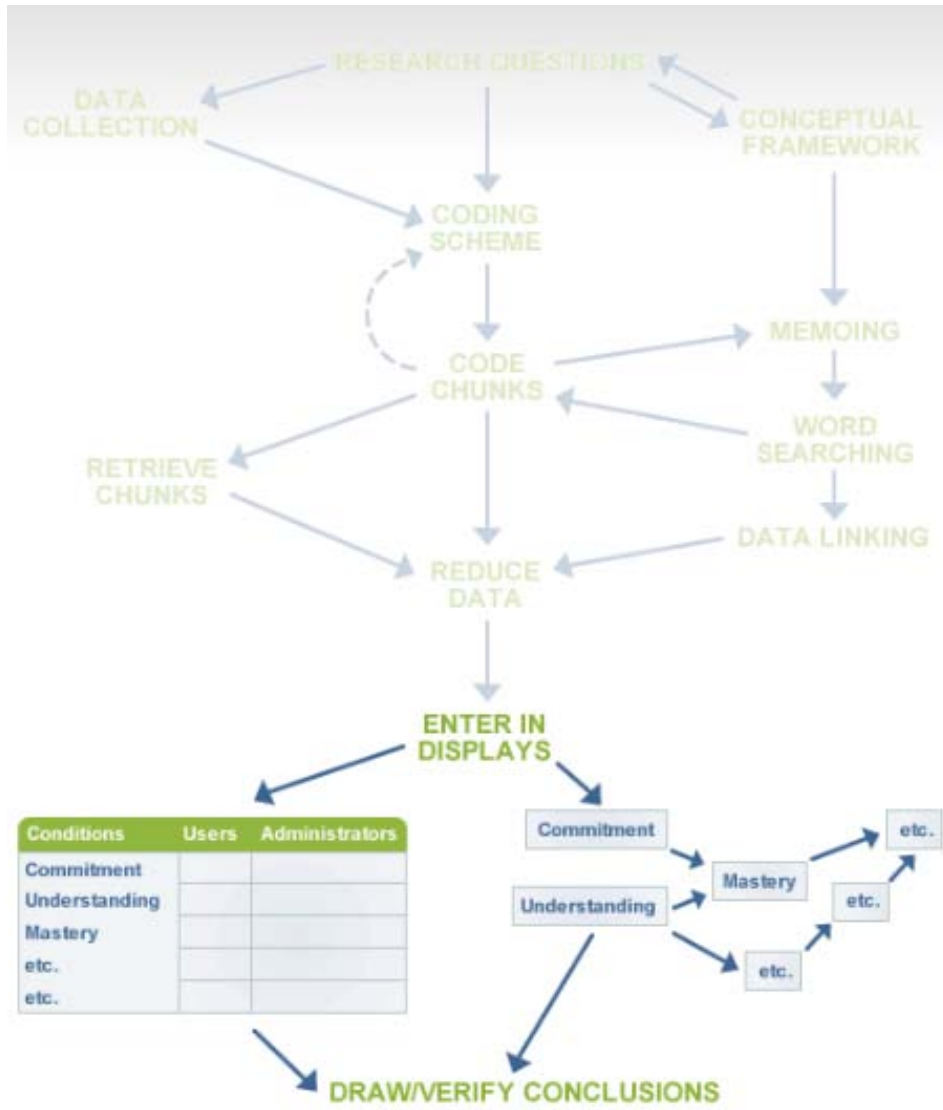 RESEARCH QUESTIONS
DATA
COLLECTION
CONCEPTUAL
FRAMEWORK
CODING
SCHEME
MEMOING
CODE
CHUNKS
WORD
SEARCHING
RETRIEVE
CHUNKS
DATA LINKING
REDUCE
DATA
ENTER IN
DISPLAYS
Conditions Users Administrators
Commitment
Understanding
Mastery
etc.
etc.
Commitment
Understanding
Mastery
etc.
etc.
etc.
DRAW/VERIFY CONCLUSIONS